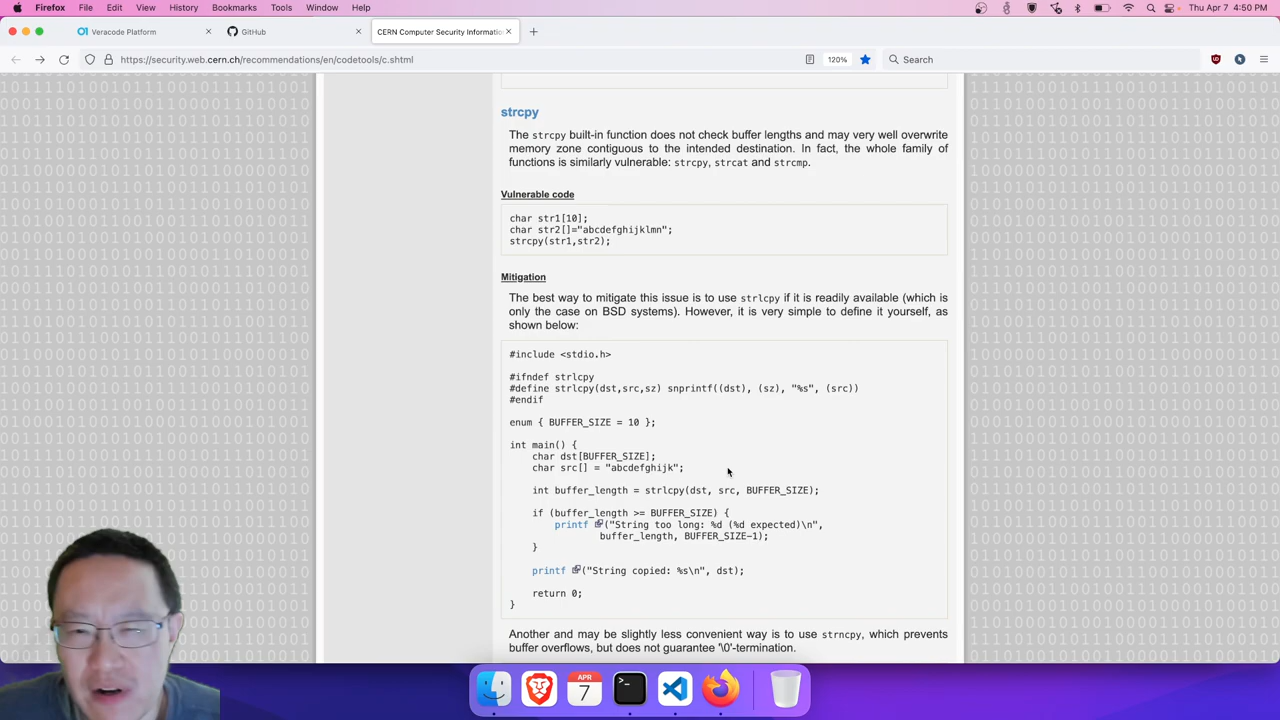 Firefox File Edit View History Bookmarks Tools Window Help Thu Apr 7 4:50 PM
Veracode Platform GitHub CERN Computer Security Informatio
https://security.web.cern.ch/recommendations/en/codetools/c.shtml 120% Search
strcpy
The strcpy built-in function does not check buffer lengths and may very well overwrite
memory zone contiguous to the intended destination. In fact, the whole family of
functions is similarly vulnerable: strcpy, strcat and strcmp.
Vulnerable code
char str1[10];
char str2[]="abcdefghijklmn";
strcpy(str1,str2);
Mitigation
The best way to mitigate this issue is to use strlcpy if it is readily available (which is
only the case on BSD systems). However, it is very simple to define it yourself, as
shown below:
#include <stdio.h>
#ifndef strlcpy
#define strlcpy(dst,src,sz) snprintf((dst), (sz), "%s", (src))
#endif
enum { BUFFER_SIZE = 10 };
int main() {
char dst[BUFFER_SIZE];
char src[] = "abcdefghijk";
int buffer_length = strlcpy(dst, src, BUFFER_SIZE);
if (buffer_length >= BUFFER_SIZE) {
printf ("String too long: %d (%d expected)\n",
buffer_length, BUFFER_SIZE-1);
}
printf ("String copied: %s\n", dst);
return 0;
}
Another and may be slightly less convenient way is to use strncpy, which prevents
buffer overflows, but does not guarantee '\0'-termination.
APR
7